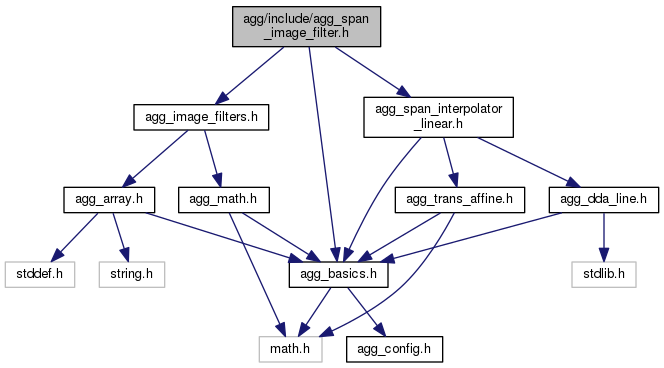 agg/include/agg_span
_image_filter.h
agg_image_filters.h
agg_span_interpolator
_linear.h
agg_array.h
agg_math.h
agg_trans_affine.h
agg_dda_line.h
stddef.h
string.h
agg_basics.h
stdlib.h
math.h
agg_config.h